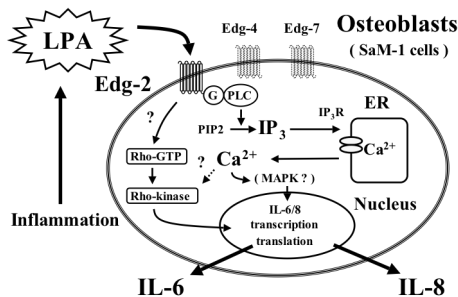 LPA
Edg-4
Edg-7
Osteoblasts
( SaM-1 cells )
Edg-2
G
PLC
?
PIP2
IP3
IP3R
ER
Rho-GTP
?
Ca2+
Ca2+
Rho-kinase
( MAPK ? )
Nucleus
Inflammation
IL-6/8
transcription
translation
IL-6
IL-8